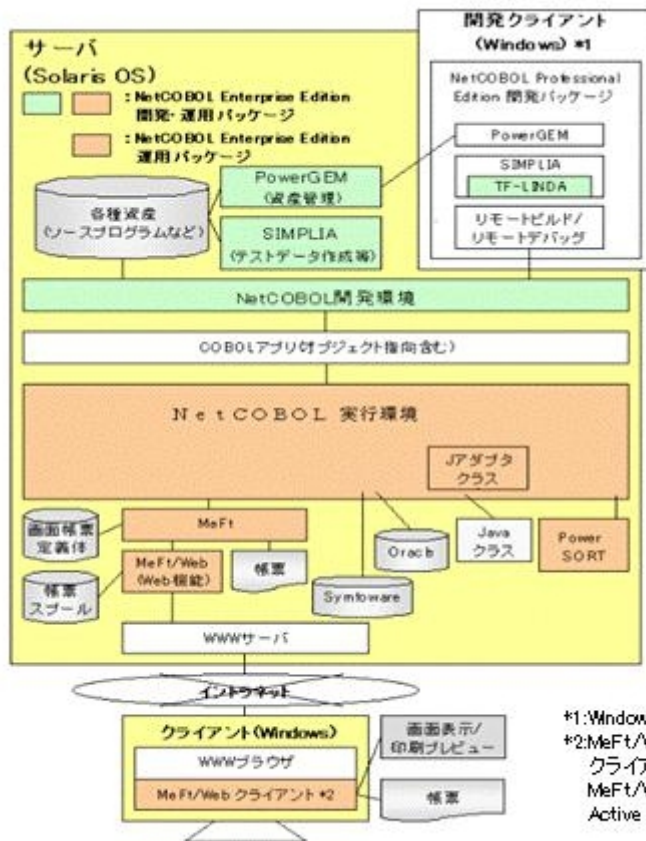 サーバ
(Solaris OS)
: NetCOBOL Enterprise Edition
開発・運用パッケージ
: NetCOBOL Enterprise Edition
運用パッケージ
開発クライアント
(Windows) *1
NetCOBOL Professional
Edition 開発パッケージ
PowerGEM
SIMPLIA
TF-LINDA
リモートビルド/
リモートデバッグ
各種資産
(ソースプログラムなど)
PowerGEM
(資産管理)
SIMPLIA
(テストデータ作成等)
NetCOBOL開発環境
COBOLアプリ(オブジェクト指向含む)
NetCOBOL 実行環境
Jアダプタ
クラス
画面帳票
定義体
MeFt
帳票
スプール
MeFt/Web
(Web機能)
帳票
Symfoware
Oracle
Java
クラス
Power
SORT
WWWサーバ
イントラネット
クライアント(Windows)
WWWブラウザ
MeFt/Web クライアント *2
画面表示/
印刷プレビュー
帳票
*1:Window
*2:MeFt/V
クライア
MeFt/V
Active